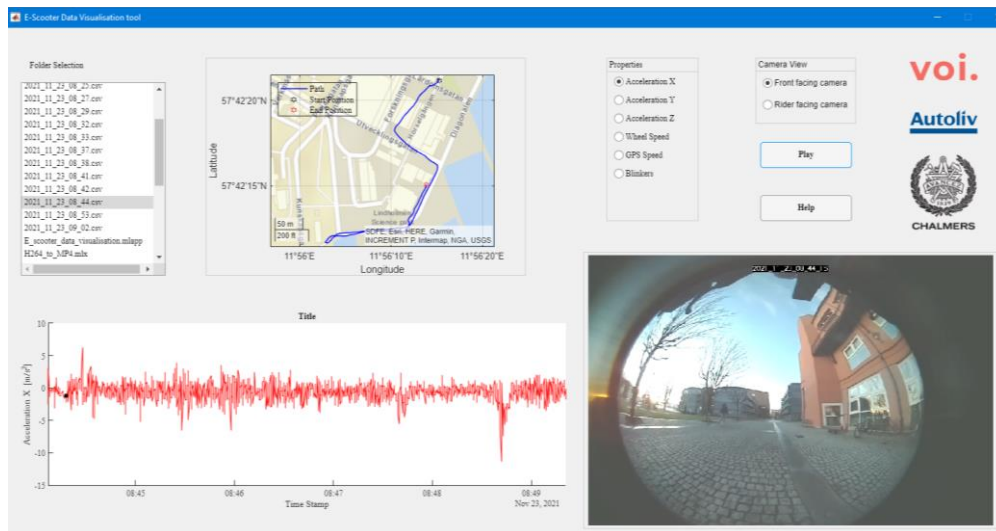 E-Scooter Data Visualisation tool
Folder Selection
2021_11_23_08_25.csv
2021_11_23_08_27.csv
2021_11_23_08_29.csv
2021_11_23_08_32.csv
2021_11_23_08_33.csv
2021_11_23_08_37.csv
2021_11_23_08_38.csv
2021_11_23_08_41.csv
2021_11_23_08_42.csv
2021_11_23_08_44.csv
2021_11_23_08_53.csv
2021_11_23_09_02.csv
E_scooter_data_visualisation.mlapp
H264_to_MP4.mlx
Path
Start Position
End Position
57°42'20"N
57°42'15"N
Latitude
Utvecklingsgatan
Hörselgången
Diagonalen
Lindholmen
Science
50 m
200 ft
SDFE, Esri, HERE, Garmin,
INCREMENT P, Intermap, NGA, USGS
11°56'E
11°56'10"E
11°56'20"E
Longitude
Properties
Acceleration X
Acceleration Y
Acceleration Z
Wheel Speed
GPS Speed
Blinkers
Camera View
Front facing camera
Rider facing camera
Play
Help
voi.
Autoliv
CHALMERS
Title
10
5
0
-5
-10
-15
Acceleration X [m/s²]
08:45
08:46
08:47
08:48
08:49
Time Stamp
Nov 23, 2021